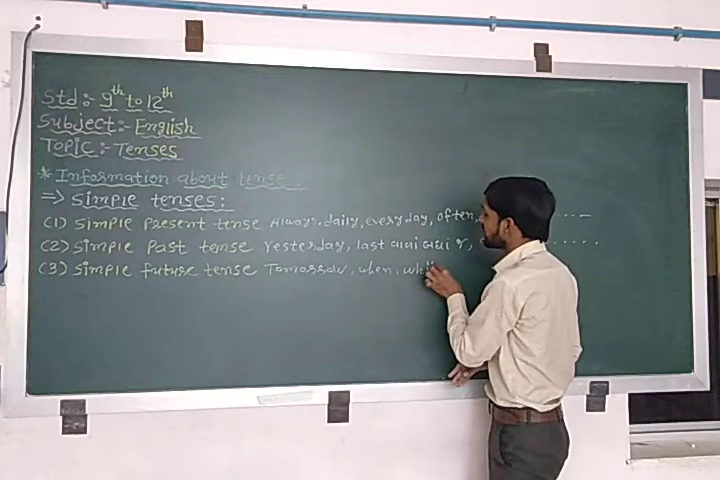 Std:- 9th to 12th
Subject:- English
Topic:- Tenses
* Information about tense.
⇒ Simple tenses:
(1) Simple Present tense Always, daily, everyday, often,
(2) Simple Past tense Yesterday, last વાળાં
(3) Simple future tense Tomorrow, when, whi